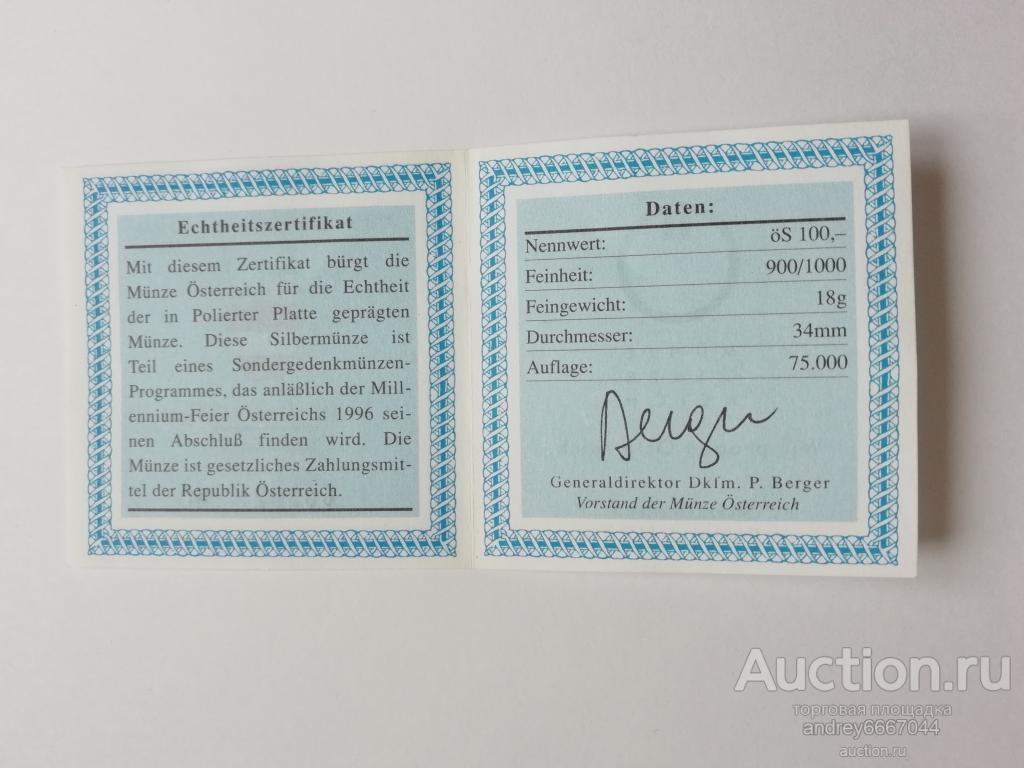 Echtheitszertifikat
Mit diesem Zertifikat bürgt die
Münze Österreich für die Echtheit
der in Polierter Platte geprägten
Münze. Diese Silbermünze ist
Teil eines Sondergedenkmünzen-
Programmes, das anläßlich der Mill-
ennium-Feier Österreichs 1996 sei-
nen Abschluß finden wird. Die
Münze ist gesetzliches Zahlungsmit-
tel der Republik Österreich.
Daten:
Nennwert: öS 100,–
Feinheit: 900/1000
Feingewicht: 18g
Durchmesser: 34mm
Auflage: 75.000
Berger
Generaldirektor Dkfm. P. Berger
Vorstand der Münze Österreich
Auction.ru
торговая площадка
andrey6667044
auction.ru